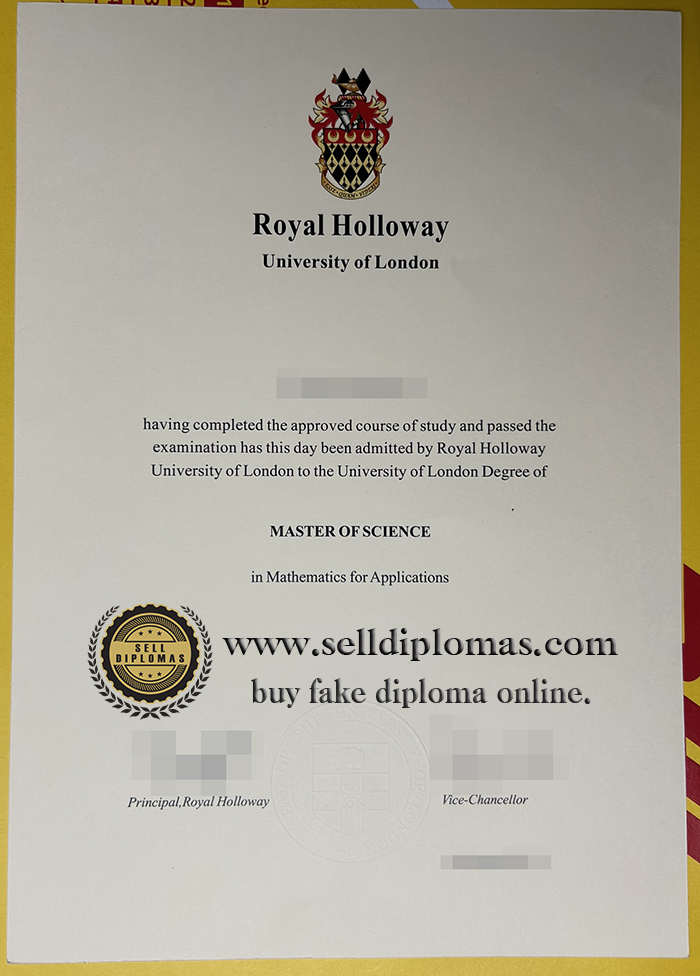 Royal Holloway
University of London
having completed the approved course of study and passed the
examination has this day been admitted by Royal Holloway
University of London to the University of London Degree of
MASTER OF SCIENCE
in Mathematics for Applications
SELL
DIPLOMAS
www.selldiplomas.com
buy fake diploma online.
Principal,Royal Holloway
Vice-Chancellor